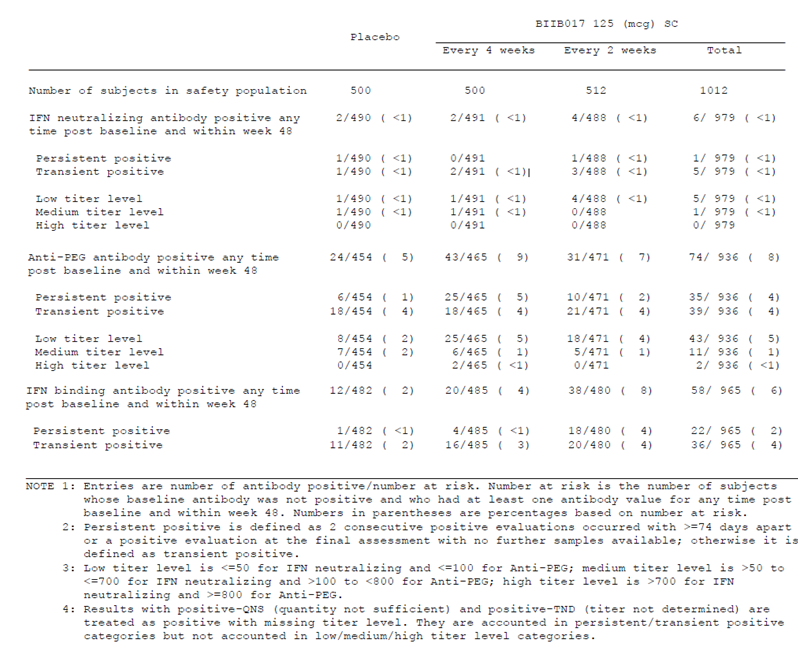 BIIB017 125 (mcg) SC
Placebo
Every 4 weeks Every 2 weeks Total
Number of subjects in safety population 500 500 512 1012
IFN neutralizing antibody positive any 2/490 ( <1) 2/491 ( <1) 4/488 ( <1) 6/ 979 ( <1)
time post baseline and within week 48
Persistent positive 1/490 ( <1) 0/491 1/488 ( <1) 1/ 979 ( <1)
Transient positive 1/490 ( <1) 2/491 ( <1) 3/488 ( <1) 5/ 979 ( <1)
Low titer level 1/490 ( <1) 1/491 ( <1) 4/488 ( <1) 5/ 979 ( <1)
Medium titer level 1/490 ( <1) 1/491 ( <1) 0/488 1/ 979 ( <1)
High titer level 0/490 0/491 0/488 0/ 979
Anti-PEG antibody positive any time 24/454 ( 5) 43/465 ( 9) 31/471 ( 7) 74/ 936 ( 8)
post baseline and within week 48
Persistent positive 6/454 ( 1) 25/465 ( 5) 10/471 ( 2) 35/ 936 ( 4)
Transient positive 18/454 ( 4) 18/465 ( 4) 21/471 ( 4) 39/ 936 ( 4)
Low titer level 8/454 ( 2) 25/465 ( 5) 18/471 ( 4) 43/ 936 ( 5)
Medium titer level 7/454 ( 2) 6/465 ( 1) 5/471 ( 1) 11/ 936 ( 1)
High titer level 0/454 2/465 ( <1) 0/471 2/ 936 ( <1)
IFN binding antibody positive any time 12/482 ( 2) 20/485 ( 4) 38/480 ( 8) 58/ 965 ( 6)
post baseline and within week 48
Persistent positive 1/482 ( <1) 4/485 ( <1) 18/480 ( 4) 22/ 965 ( 2)
Transient positive 11/482 ( 2) 16/485 ( 3) 20/480 ( 4) 36/ 965 ( 4)
NOTE 1: Entries are number of antibody positive/number at risk. Number at risk is the number of subjects
whose baseline antibody was not positive and who had at least one antibody value for any time post
baseline and within week 48. Numbers in parentheses are percentages based on number at risk.
2: Persistent positive is defined as 2 consecutive positive evaluations occurred with >=74 days apart
or a positive evaluation at the final assessment with no further samples available; otherwise it is
defined as transient positive.
3: Low titer level is <=50 for IFN neutralizing and <=100 for Anti-PEG; medium titer level is >50 to
<=700 for IFN neutralizing and >100 to <800 for Anti-PEG; high titer level is >700 for IFN
neutralizing and >=800 for Anti-PEG.
4: Results with positive-QNS (quantity not sufficient) and positive-TND (titer not determined) are
treated as positive with missing titer level. They are accounted in persistent/transient positive
categories but not accounted in low/medium/high titer level categories.